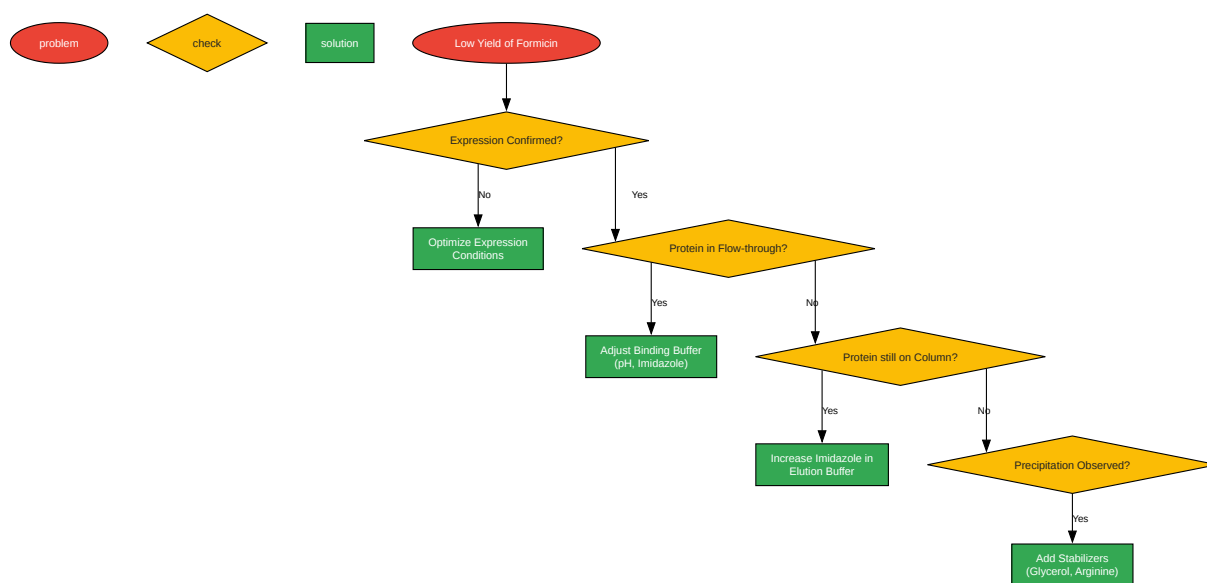 problem
check
solution
Low Yield of Formicin
Expression Confirmed?
No
Yes
Optimize Expression
Conditions
Protein in Flow-through?
Yes
No
Adjust Binding Buffer
(pH, Imidazole)
Protein still on Column?
Yes
No
Increase Imidazole in
Elution Buffer
Precipitation Observed?
Yes
Add Stabilizers
(Glycerol, Arginine)